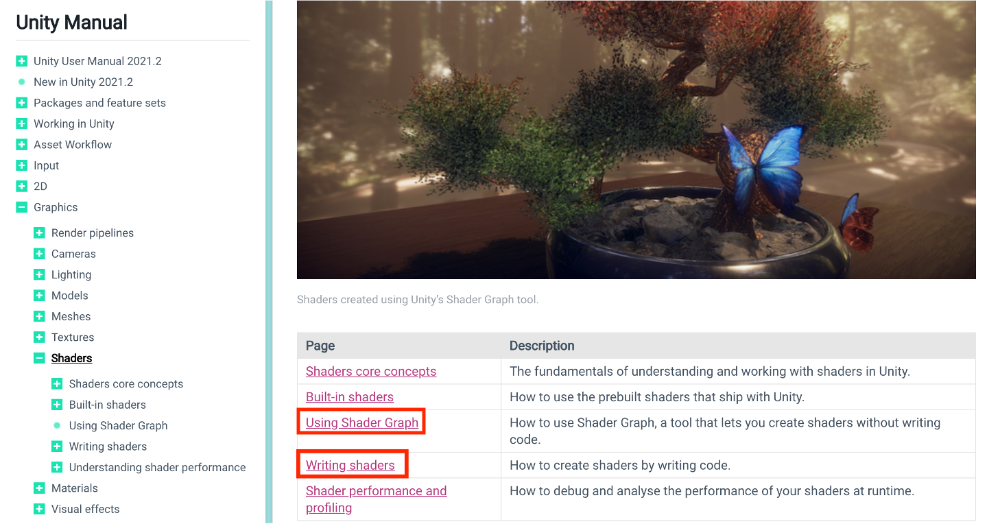 Unity Manual
Unity User Manual 2021.2
New in Unity 2021.2
Packages and feature sets
Working in Unity
Asset Workflow
Input
2D
Graphics
Render pipelines
Cameras
Lighting
Models
Meshes
Textures
Shaders
Shaders core concepts
Built-in shaders
Using Shader Graph
Writing shaders
Understanding shader performance
Materials
Visual effects
Shaders created using Unity’s Shader Graph tool.
Page Description
Shaders core concepts The fundamentals of understanding and working with shaders in Unity.
Built-in shaders How to use the prebuilt shaders that ship with Unity.
Using Shader Graph How to use Shader Graph, a tool that lets you create shaders without writing
code.
Writing shaders How to create shaders by writing code.
Shader performance and How to debug and analyse the performance of your shaders at runtime.
profiling